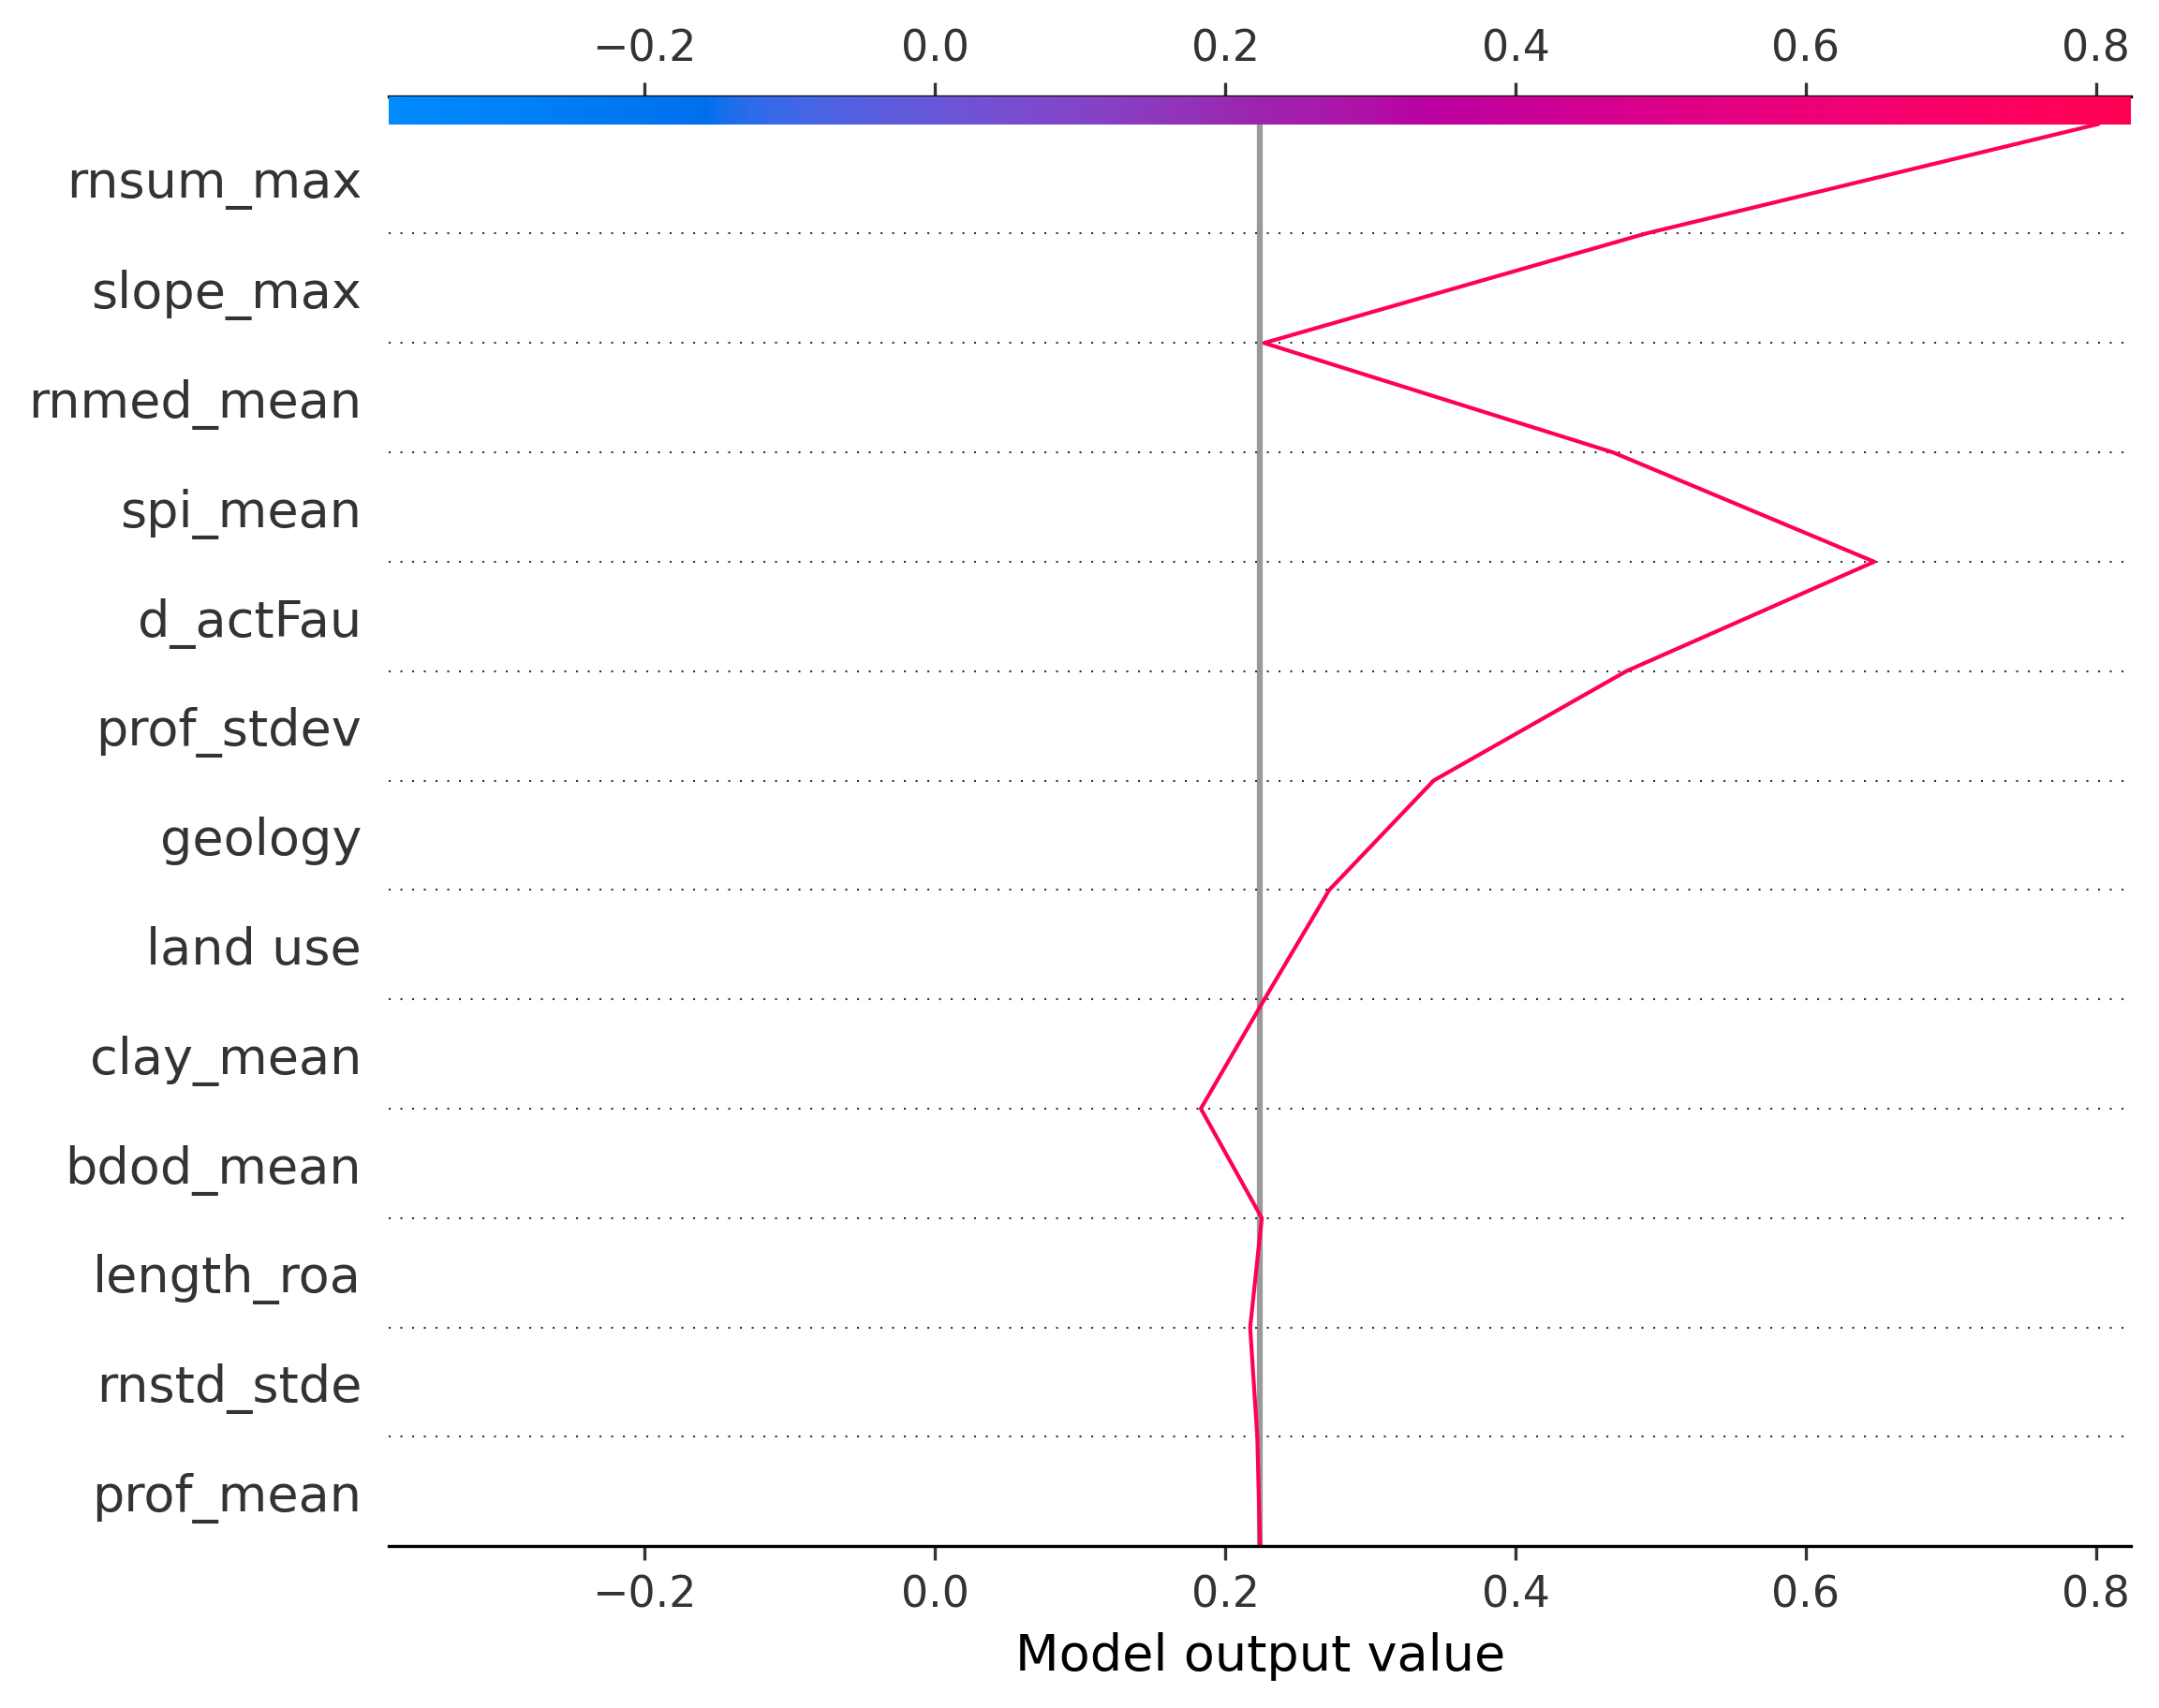 −0.2 0.0 0.2 0.4 0.6 0.8
rnsum_max
slope_max
rnmed_mean
spi_mean
d_actFau
prof_stdev
geology
land use
clay_mean
bdod_mean
length_roa
rnstd_stde
prof_mean
−0.2 0.0 0.2 0.4 0.6 0.8
Model output value